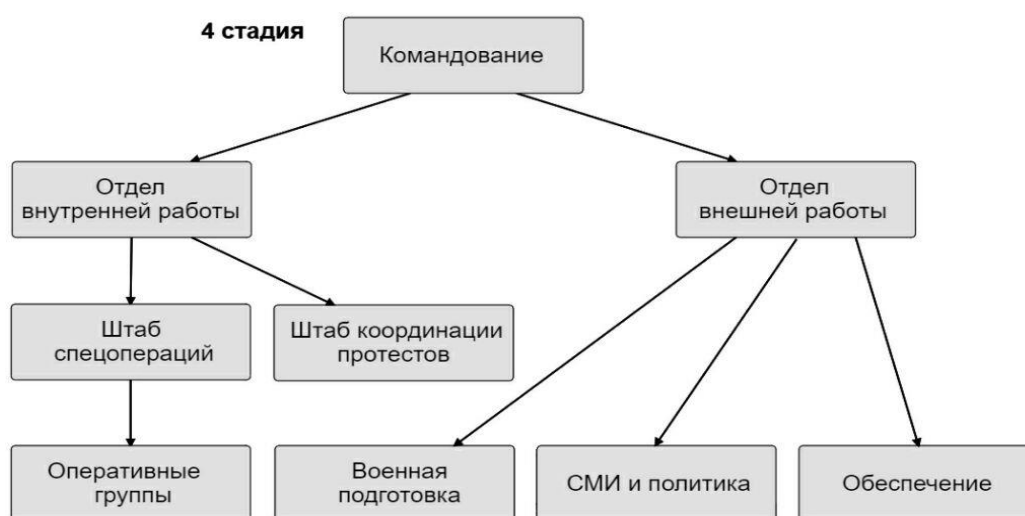 4 стадия
Командование
Отдел
внутренней работы
Отдел
внешней работы
Штаб
спецопераций
Штаб координации
протестов
Оперативные
группы
Военная
подготовка
СМИ и политика
Обеспечение